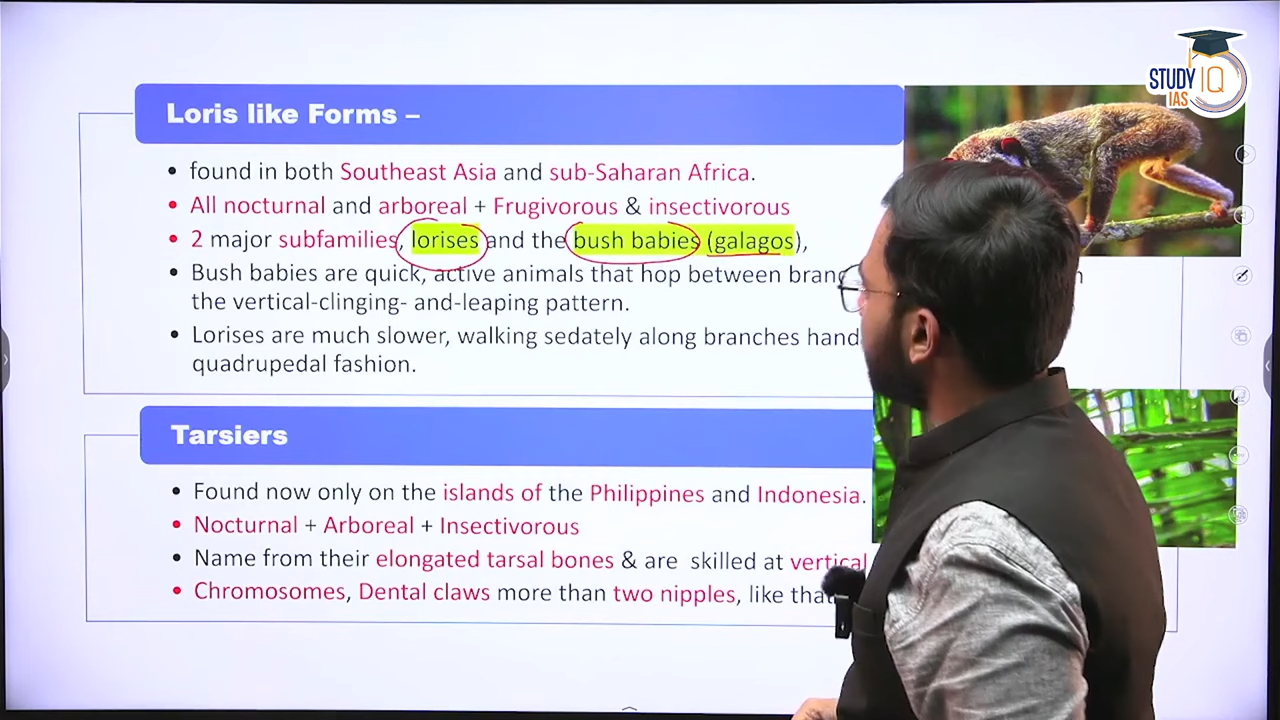 STUDY IQ
IAS
Loris like Forms –
• found in both Southeast Asia and sub-Saharan Africa.
• All nocturnal and arboreal + Frugivorous & insectivorous
• 2 major subfamilies, lorises and the bush babies (galagos),
• Bush babies are quick, active animals that hop between
the vertical-clinging- and-leaping pattern.
• Lorises are much slower, walking sedately along branches
quadrupedal fashion.
Tarsiers
• Found now only on the islands of the Philippines and Indonesia.
• Nocturnal + Arboreal + Insectivorous
• Name from their elongated tarsal bones & are skilled at vertical
• Chromosomes, Dental claws more than two nipples, like that